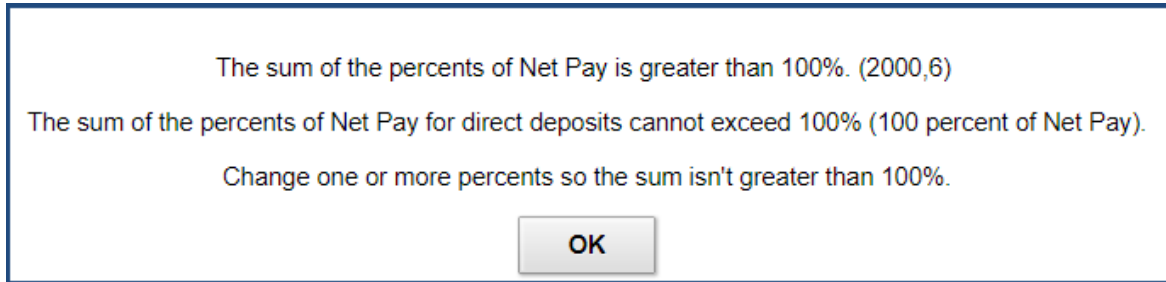 The sum of the percents of Net Pay is greater than 100%. (2000,6)
The sum of the percents of Net Pay for direct deposits cannot exceed 100% (100 percent of Net Pay).
Change one or more percents so the sum isn't greater than 100%.
OK